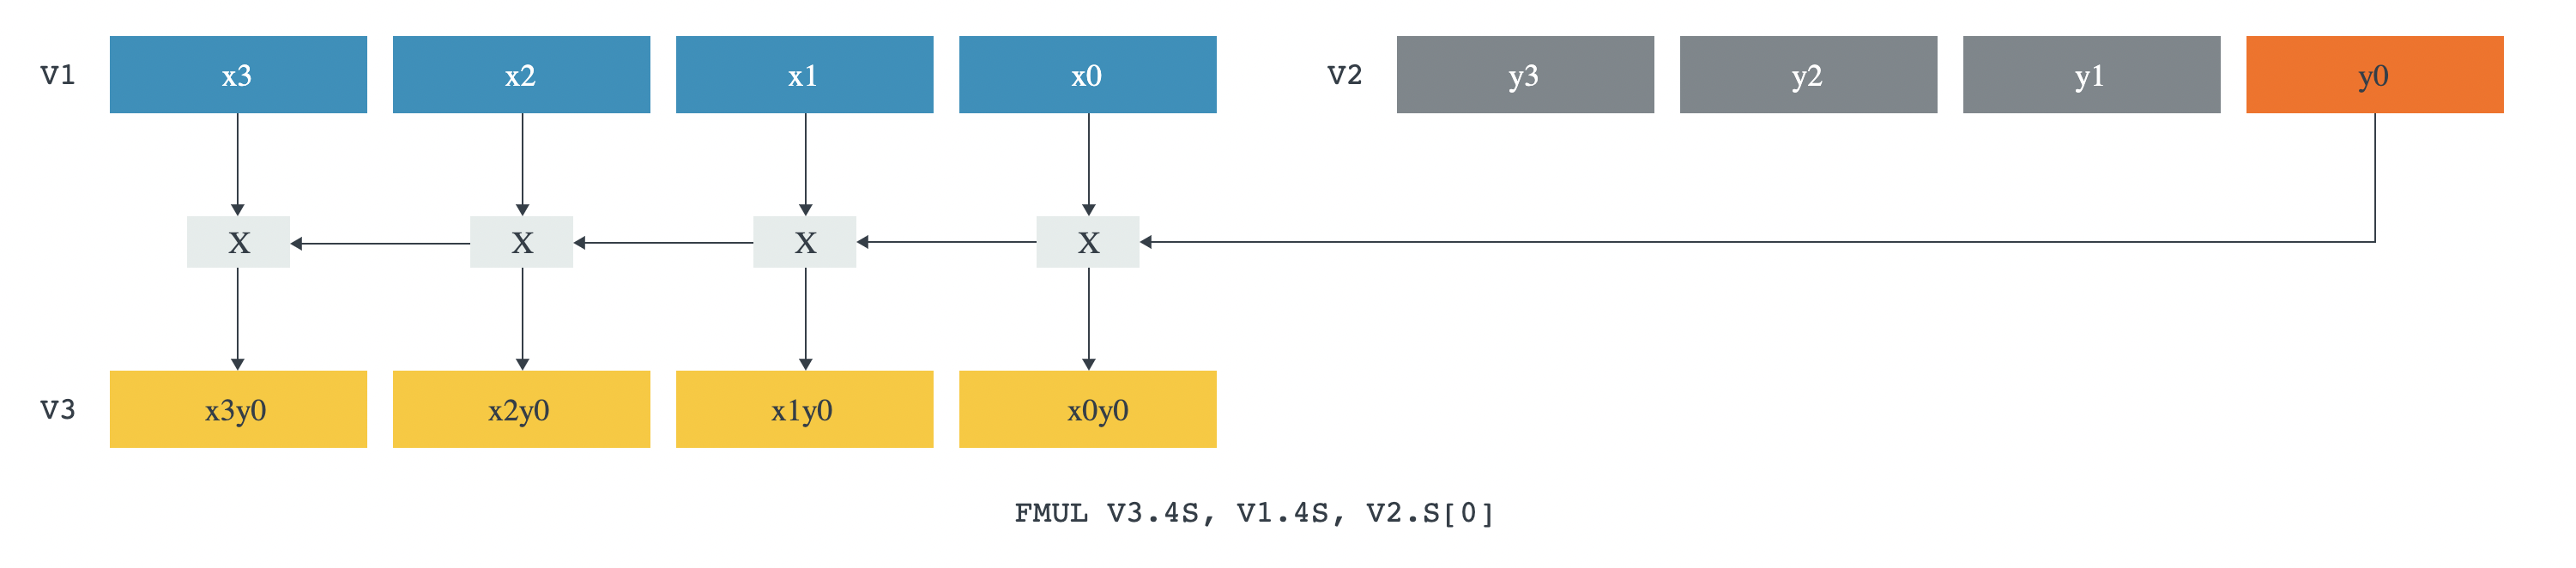 V1 x3 x2 x1 x0 V2 y3 y2 y1 y0
X X X X
V3 x3y0 x2y0 x1y0 x0y0
FMUL V3.4S, V1.4S, V2.S[0]